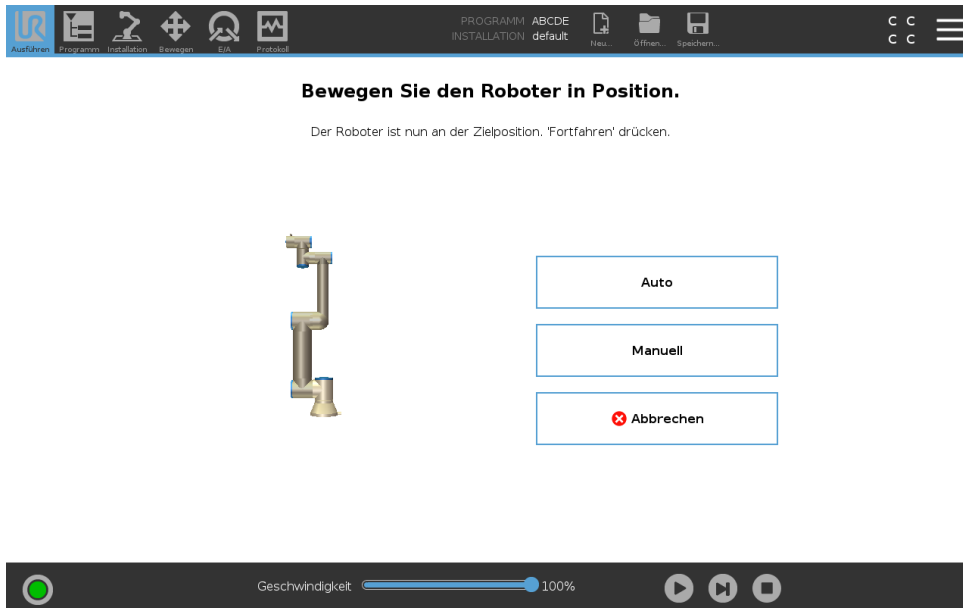 UR
Ausführen
Programm
Installation
Bewegen
E/A
Protokoll
PROGRAMM ABCDE
INSTALLATION default
Neu...
Öffnen...
Speichern...
C C
C C
Bewegen Sie den Roboter in Position.
Der Roboter ist nun an der Zielposition. 'Fortfahren' drücken.
Auto
Manuell
Abbrechen
Geschwindigkeit 100%